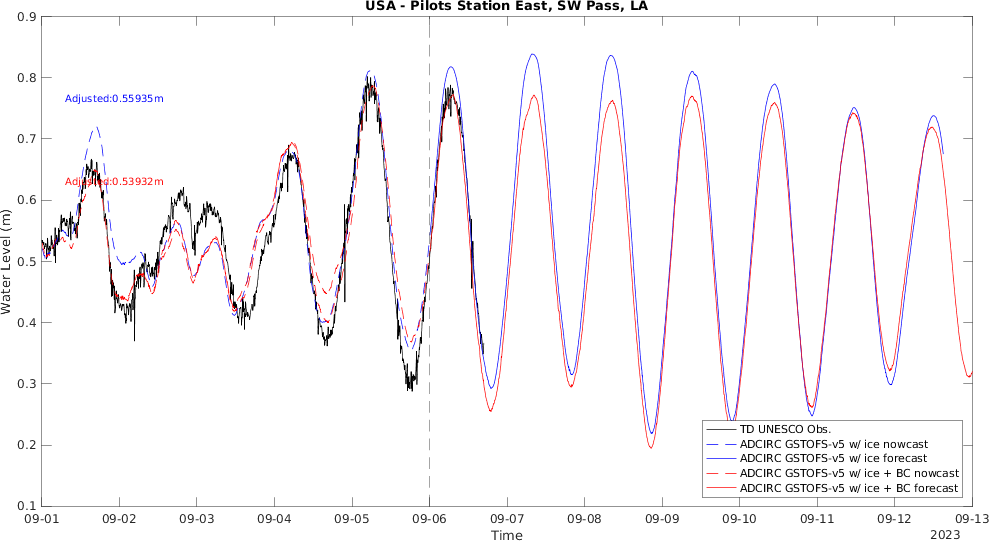 USA - Pilots Station East, SW Pass, LA
0.9
0.8
0.7
0.6
0.5
0.4
0.3
0.2
0.1
Water Level (m)
Adjusted:0.55935m
Adjusted:0.53932m
TD UNESCO Obs.
ADCIRC GSTOFS-v5 w/ ice nowcast
ADCIRC GSTOFS-v5 w/ ice forecast
ADCIRC GSTOFS-v5 w/ ice + BC nowcast
ADCIRC GSTOFS-v5 w/ ice + BC forecast
09-01 09-02 09-03 09-04 09-05 09-06 09-07 09-08 09-09 09-10 09-11 09-12 09-13
Time
2023